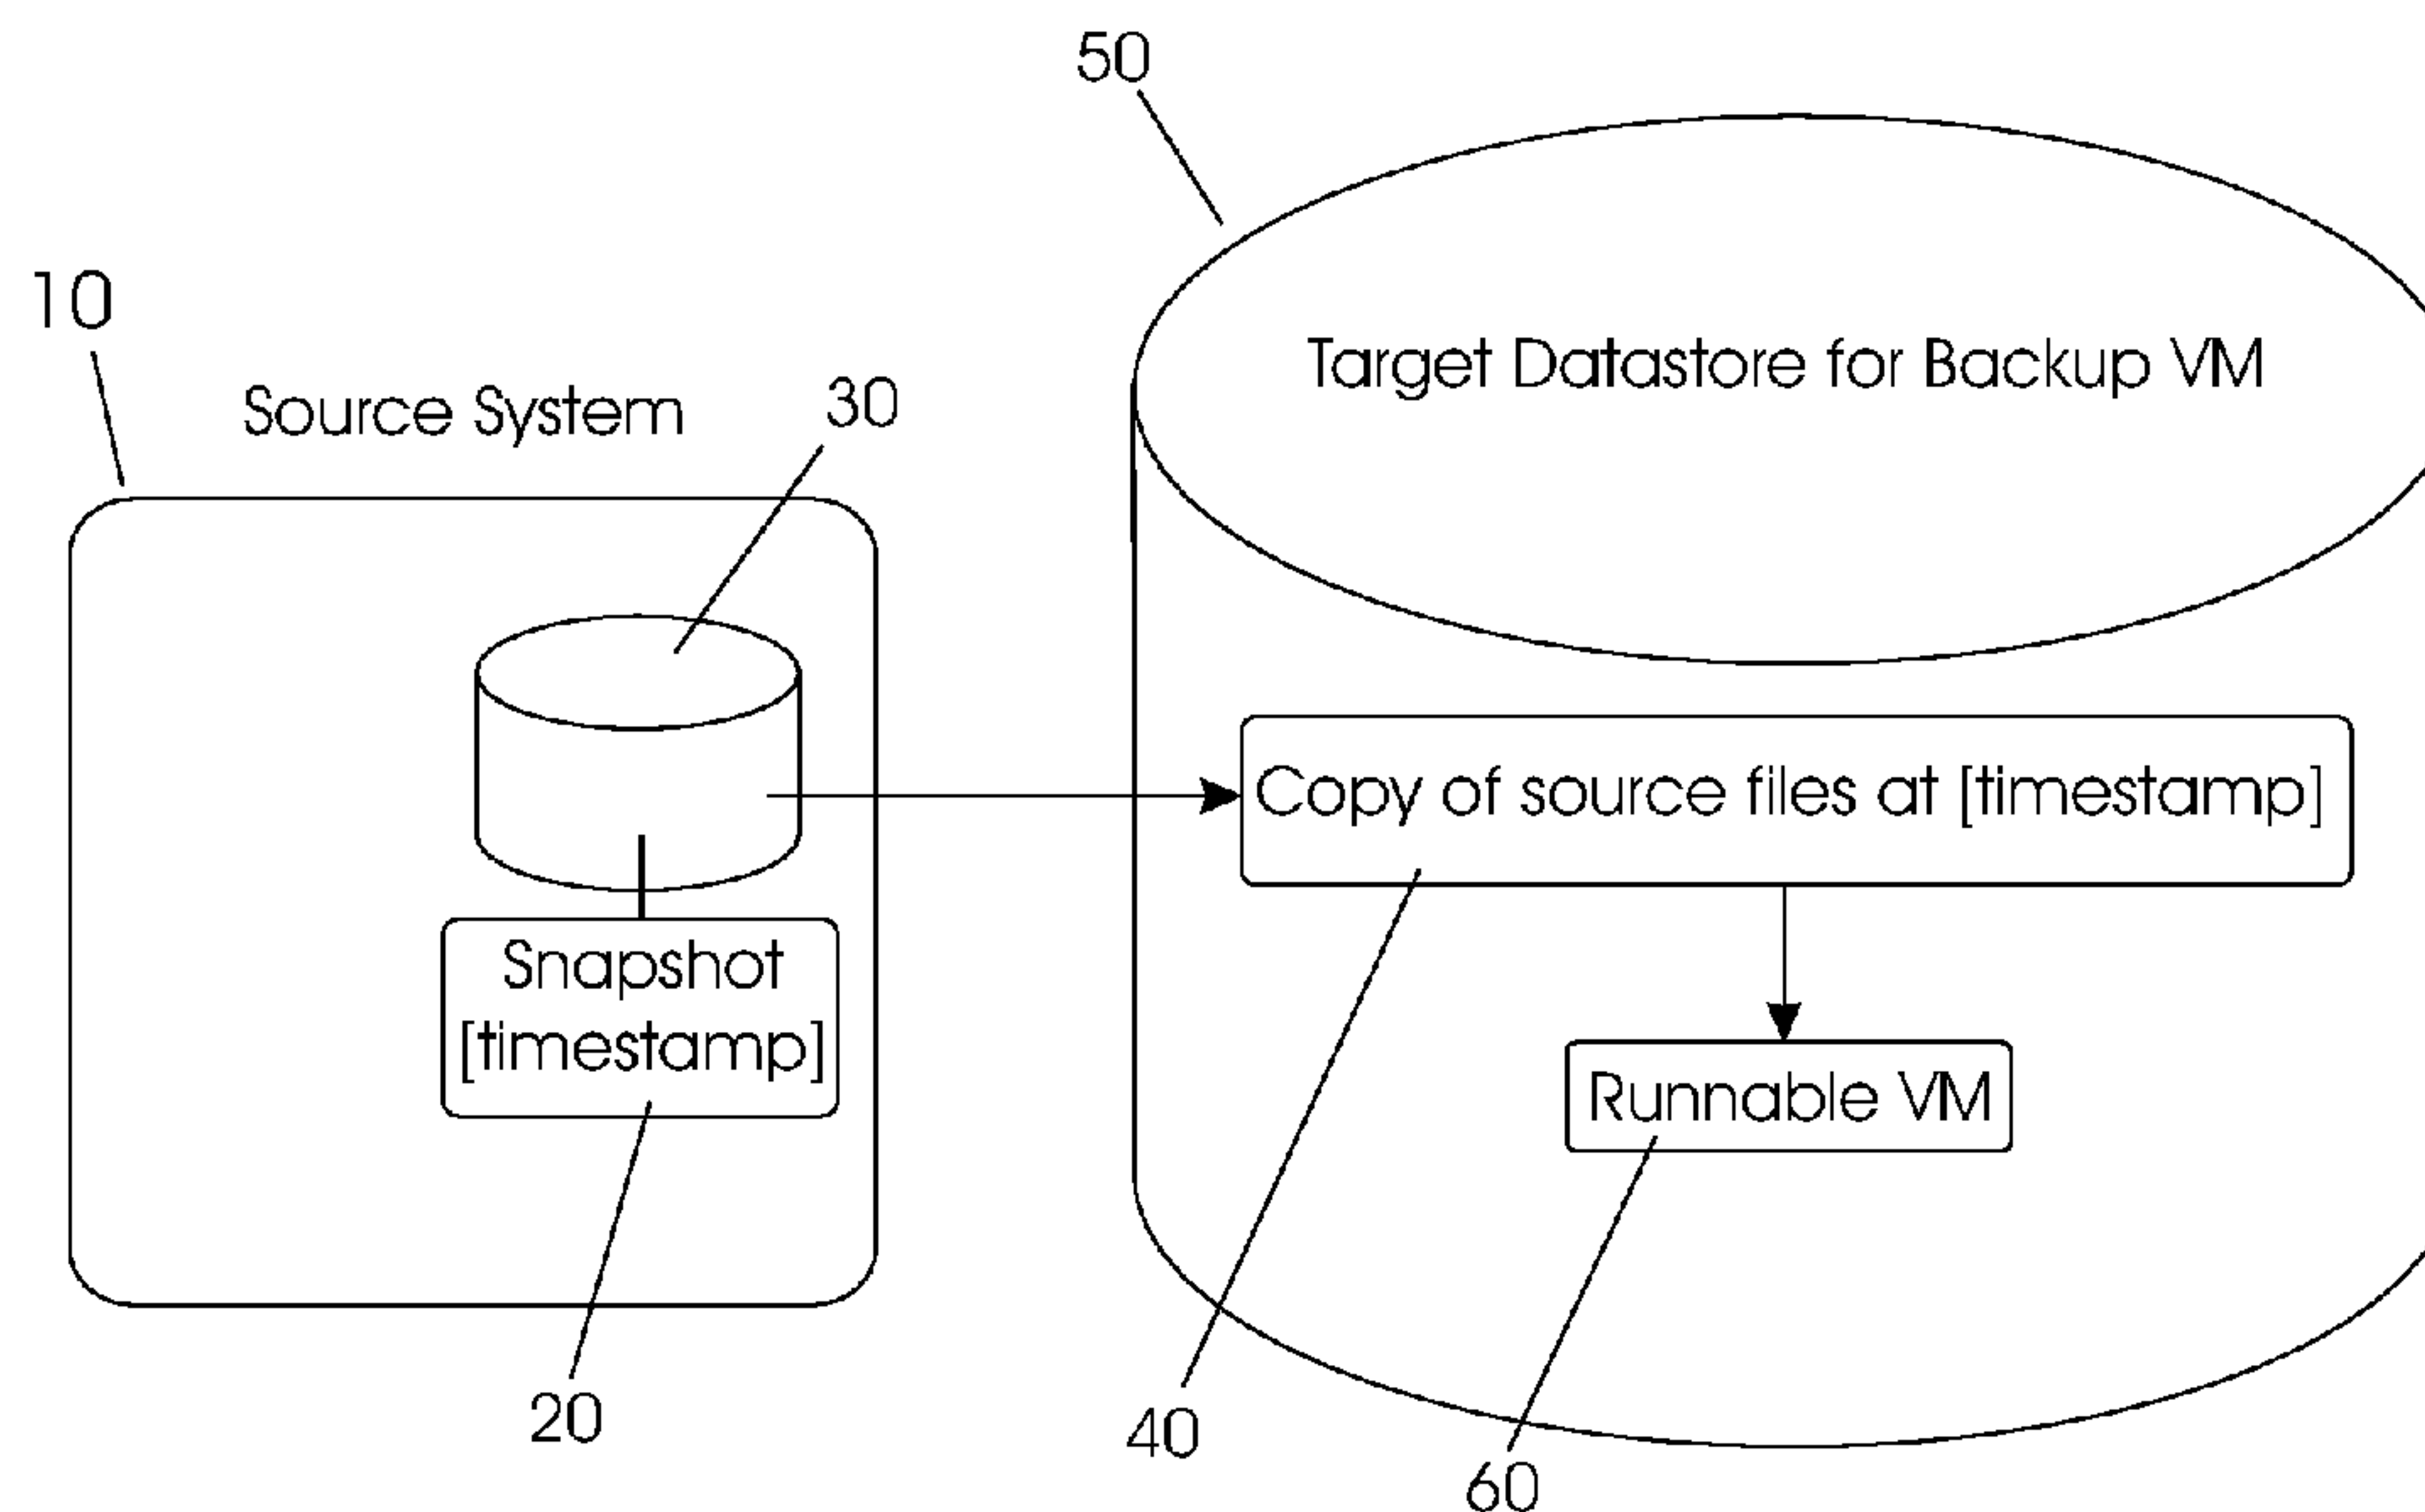 50
10
Source System
30
Target Datastore for Backup VM
Copy of source files at [timestamp]
Snapshot
[timestamp]
Runnable VM
20
40
60